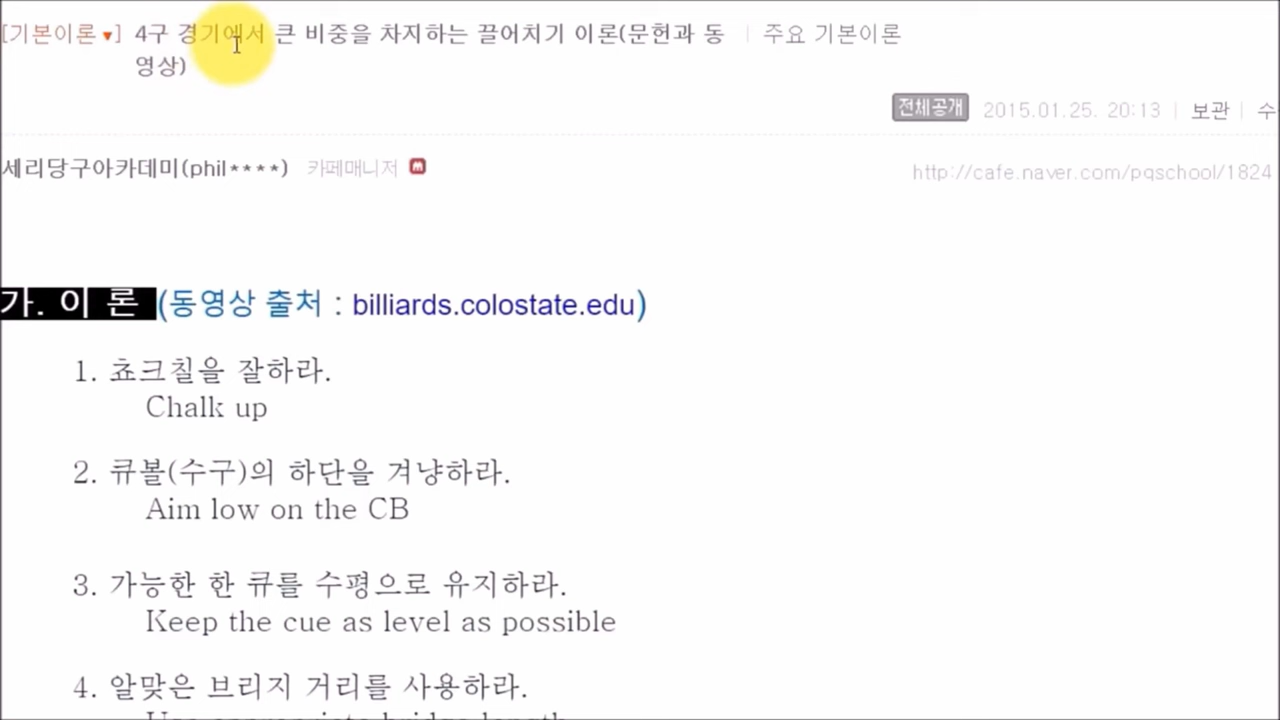 [기본이론▼] 4구 경기에서 큰 비중을 차지하는 끌어치기 이론(문헌과 동 | 주요 기본이론
영상)
전체공개 2015.01.25. 20:13 | 보관 | 수
세리당구아카데미(phil****) 카페매니저
http://cafe.naver.com/pqschool/1824
가. 이 론 (동영상 출처 : billiards.colostate.edu)
1. 쵸크칠을 잘하라.
Chalk up
2. 큐볼(수구)의 하단을 겨냥하라.
Aim low on the CB
3. 가능한 한 큐를 수평으로 유지하라.
Keep the cue as level as possible
4. 알맞은 브리지 거리를 사용하라.
Use appropriate bridge length